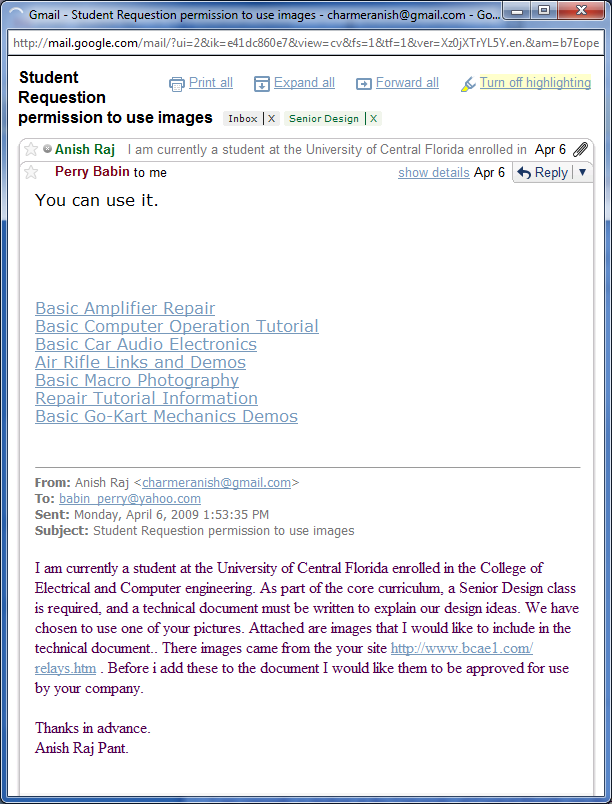 Gmail - Student Requestion permission to use images - charmeranish@gmail.com - Go...
http://mail.google.com/mail/?ui=2&ik=e41dc860e7&view=cv&fs=1&tf=1&ver=Xz0jXTrYL5Y.en.&am=b7Eope
Student
Requestion
permission to use images Inbox | X Senior Design | X
Print all Expand all Forward all Turn off highlighting
Anish Raj I am currently a student at the University of Central Florida enrolled in Apr 6
Perry Babin to me show details Apr 6 Reply
You can use it.
Basic Amplifier Repair
Basic Computer Operation Tutorial
Basic Car Audio Electronics
Air Rifle Links and Demos
Basic Macro Photography
Repair Tutorial Information
Basic Go-Kart Mechanics Demos
From: Anish Raj <charmeranish@gmail.com>
To: babin_perry@yahoo.com
Sent: Monday, April 6, 2009 1:53:35 PM
Subject: Student Requestion permission to use images
I am currently a student at the University of Central Florida enrolled in the College of
Electrical and Computer engineering. As part of the core curriculum, a Senior Design class
is required, and a technical document must be written to explain our design ideas. We have
chosen to use one of your pictures. Attached are images that I would like to include in the
technical document.. There images came from the your site http://www.bcae1.com/
relays.htm . Before i add these to the document I would like them to be approved for use
by your company.
Thanks in advance.
Anish Raj Pant.